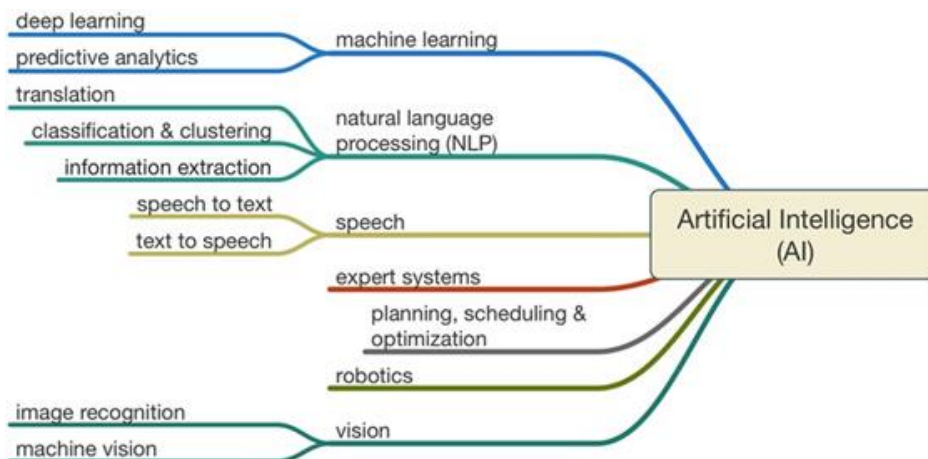 deep learning
predictive analytics
machine learning
translation
classification & clustering
information extraction
natural language
processing (NLP)
speech to text
text to speech
speech
expert systems
planning, scheduling &
optimization
robotics
image recognition
machine vision
vision
Artificial Intelligence
(AI)